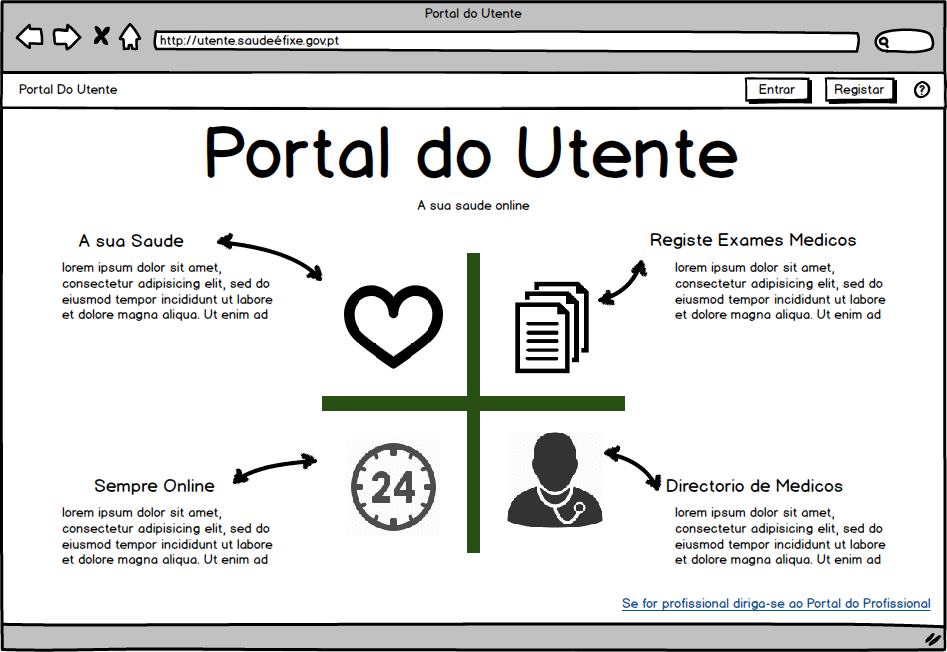 Portal do Utente
http://utente.saudeéfixe.gov.pt
Portal Do Utente
Entrar
Registar
?
Portal do Utente
A sua saude online
A sua Saude
lorem ipsum dolor sit amet,
consectetur adipisicing elit, sed do
eiusmod tempor incididunt ut labore
et dolore magna aliqua. Ut enim ad
Registe Exames Medicos
lorem ipsum dolor sit amet,
consectetur adipisicing elit, sed do
eiusmod tempor incididunt ut labore
et dolore magna aliqua. Ut enim ad
Sempre Online
lorem ipsum dolor sit amet,
consectetur adipisicing elit, sed do
eiusmod tempor incididunt ut labore
et dolore magna aliqua. Ut enim ad
24
Directorio de Medicos
lorem ipsum dolor sit amet,
consectetur adipisicing elit, sed do
eiusmod tempor incididunt ut labore
et dolore magna aliqua. Ut enim ad
Se for profissional diriga-se ao Portal do Profissional